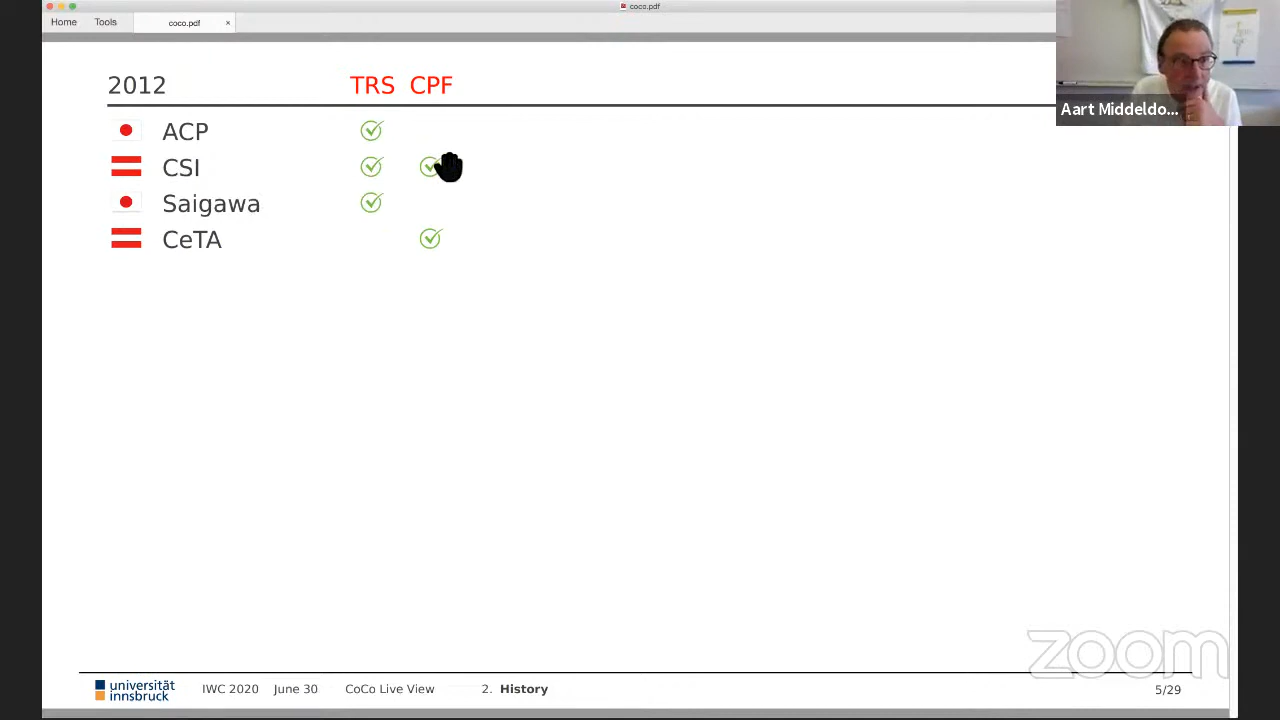 coco.pdf
Home Tools coco.pdf ×
2012 TRS CPF
Aart Middeldo...
ACP
CSI
Saigawa
CeTA
zoom
universität
innsbruck
IWC 2020 June 30 CoCo Live View 2. History 5/29